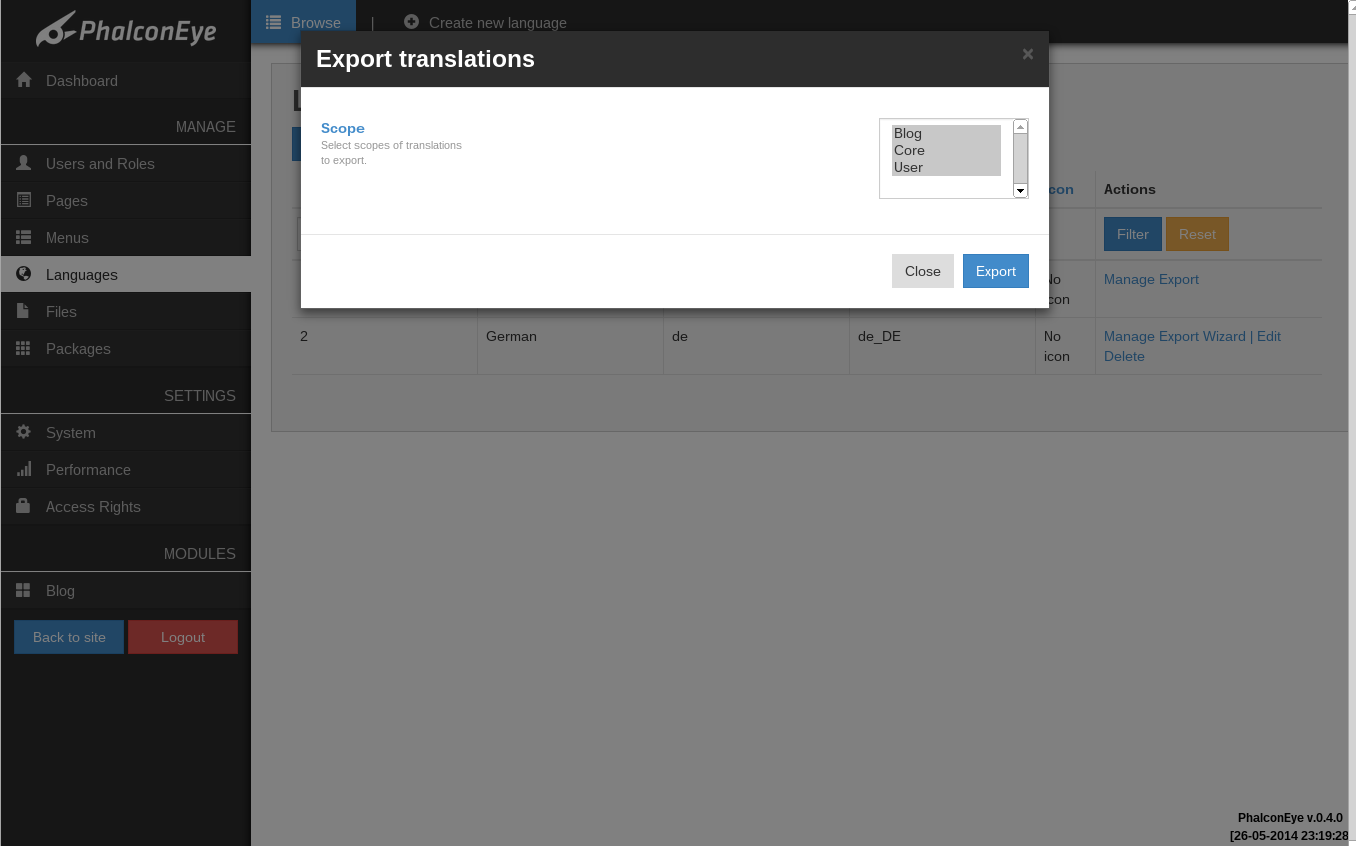 PhalconEye
Dashboard
MANAGE
Users and Roles
Pages
Menus
Languages
Files
Packages
SETTINGS
System
Performance
Access Rights
MODULES
Blog
Back to site
Logout
Browse | Create new language
Export translations ×
Scope
Select scopes of translations
to export.
Blog
Core
User
Close Export
con Actions
Filter Reset
No
icon
Manage Export
2 German de de_DE
No
icon
Manage Export Wizard | Edit
Delete
PhalconEye v.0.4.0
[26-05-2014 23:19:28